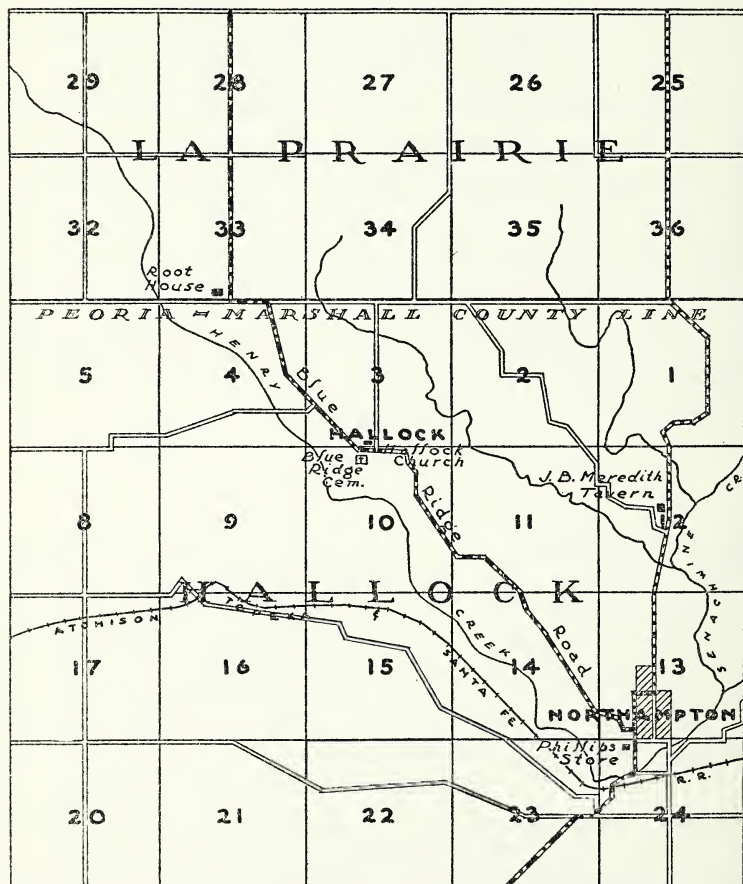 29 28 27 26 25
LA PRAIRIE
32 33 34 35 36
Root
House
PEORIA = MARSHALL COUNTY LINE
HENRY
5 4 3 2 1
Blue
HALLOCK
Hallock
Church
Blue
Ridge
Cem.
J.B. Meredith
Tavern
Ridge
8 9 10 11 12
CR.
SENACHWINE
HALLOCK
ATCHISON
TOPEKA
&
SANTA FE
CREEK
Road
17 16 15 14 13
NORTHAMPTON
Phillips
Store
R.R.
20 21 22 23 24